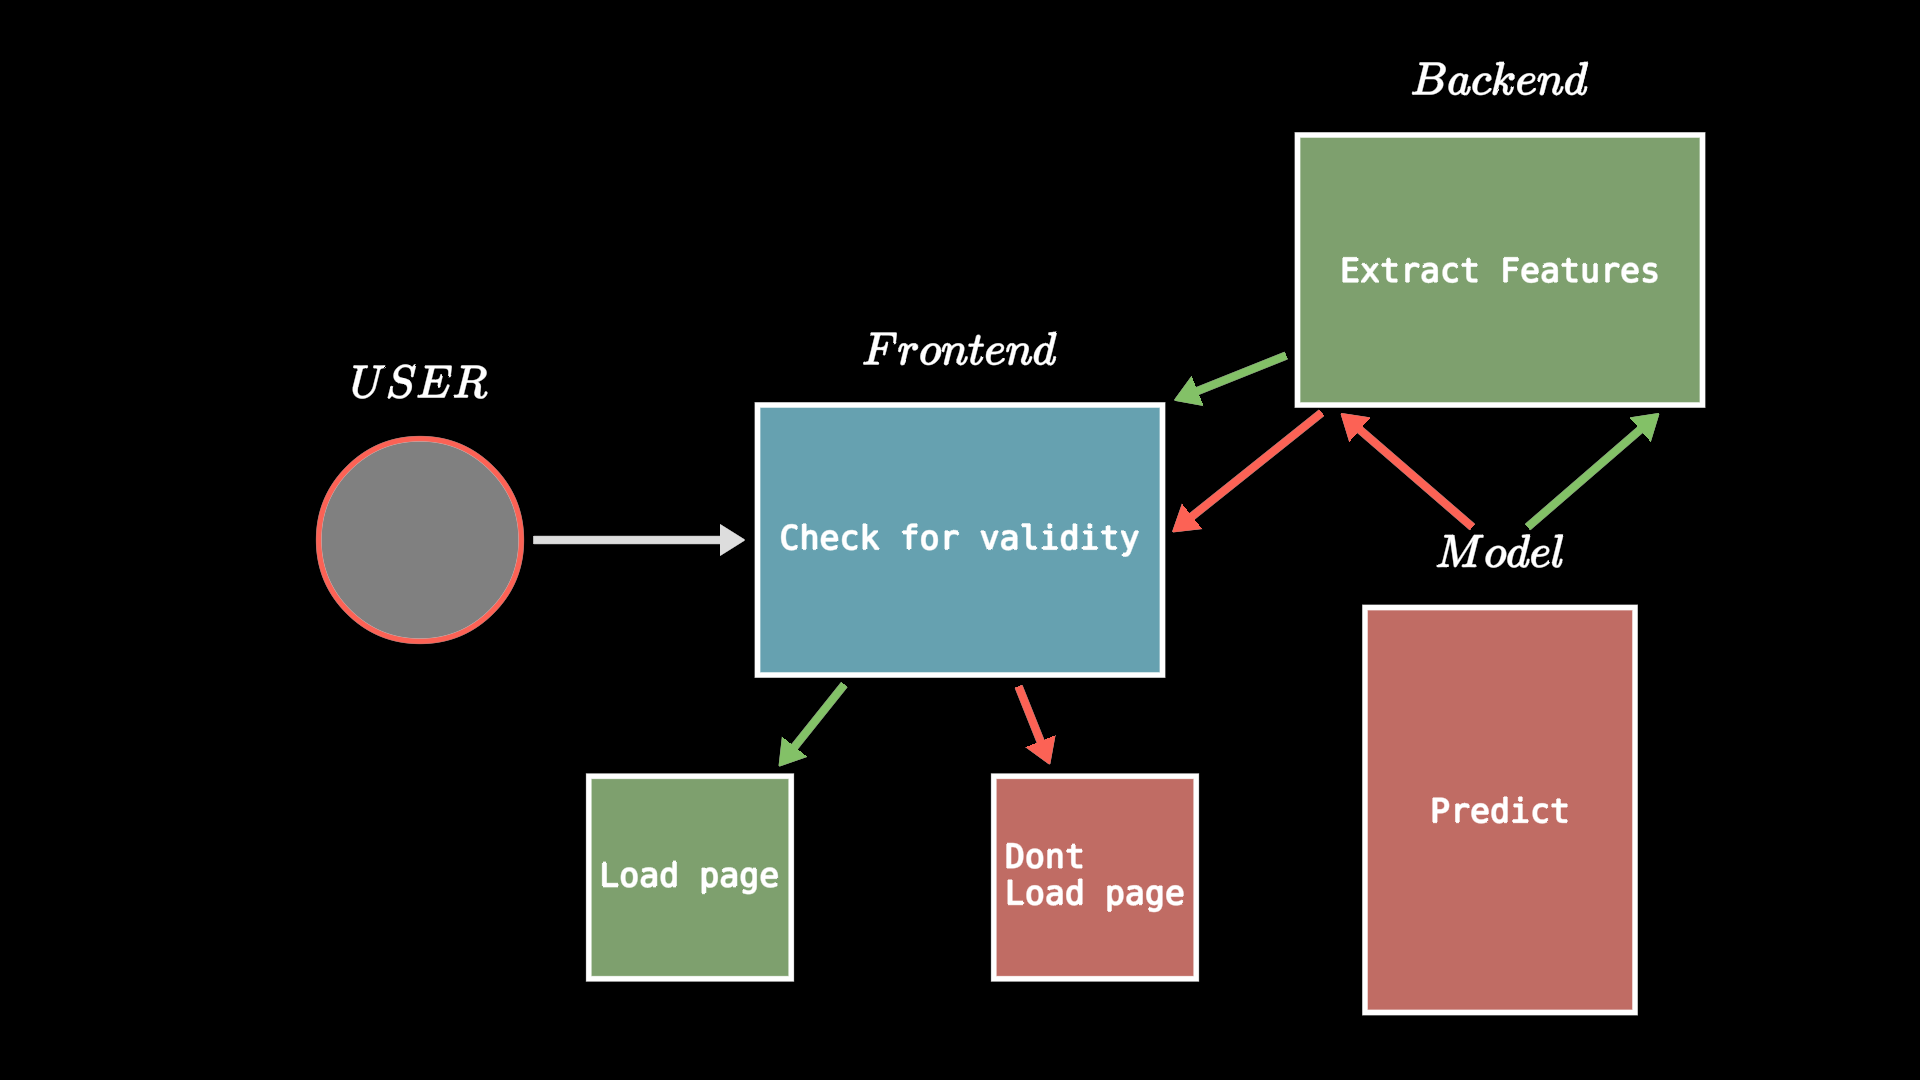 Backend
Extract Features
Frontend
USER
Check for validity
Model
Predict
Load page
Dont
Load page